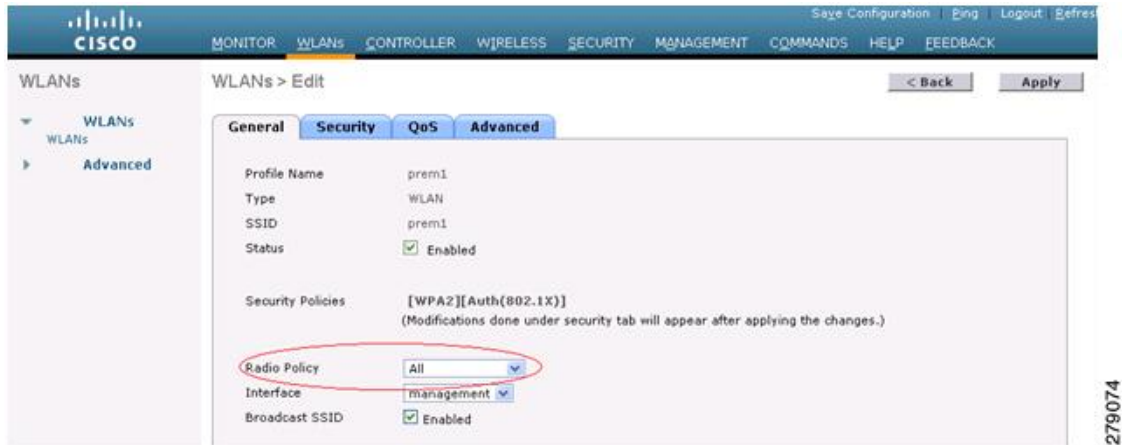 Save Configuration Ping Logout Refres
CISCO
MONITOR WLANs CONTROLLER WIRELESS SECURITY MANAGEMENT COMMANDS HELP FEEDBACK
WLANs
WLANs > Edit
< Back
Apply
WLANs
WLANs
Advanced
General Security QoS Advanced
Profile Name prem1
Type WLAN
SSID prem1
Status Enabled
Security Policies [WPA2][Auth(802.1X)]
(Modifications done under security tab will appear after applying the changes.)
Radio Policy All
Interface management
Broadcast SSID Enabled
279074